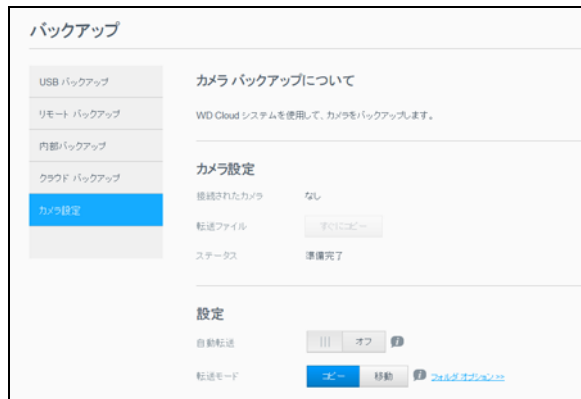 バックアップ
USB バックアップ
リモート バックアップ
内部バックアップ
クラウド バックアップ
カメラ設定
カメラ バックアップについて
WD Cloud システムを使用して、カメラをバックアップします。
カメラ設定
接続されたカメラ なし
転送ファイル すぐにコピー
ステータス 準備完了
設定
自動転送 オフ
転送モード コピー 移動 フォルダ オプション >>